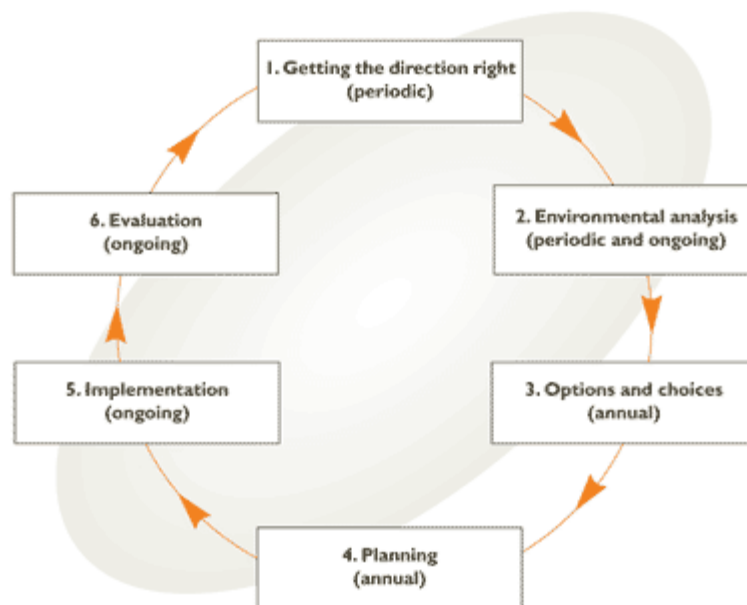 1. Getting the direction right
(periodic)
2. Environmental analysis
(periodic and ongoing)
3. Options and choices
(annual)
4. Planning
(annual)
5. Implementation
(ongoing)
6. Evaluation
(ongoing)